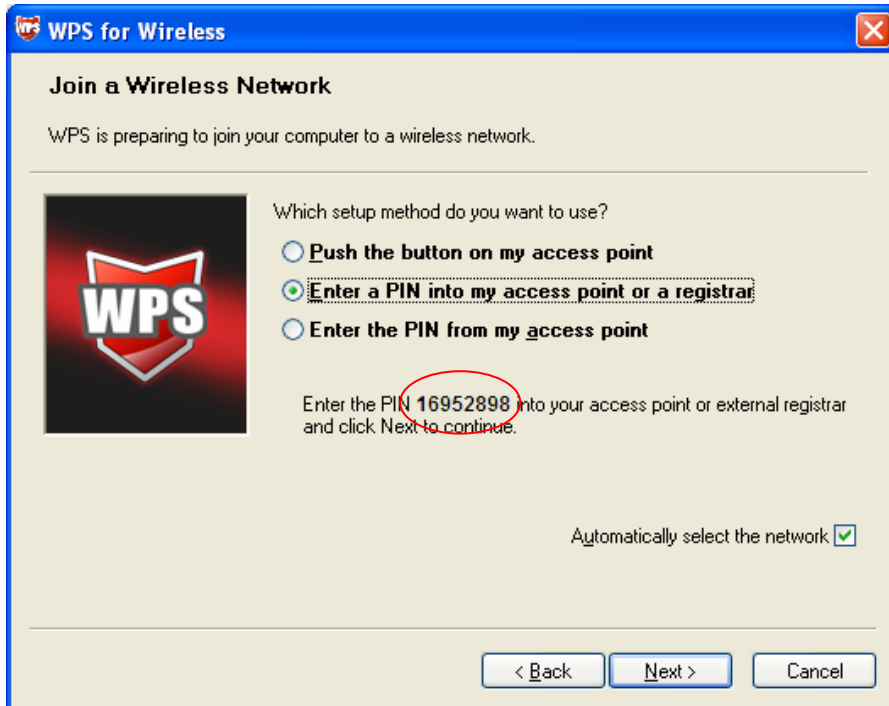 WPS WPS for Wireless
Join a Wireless Network
WPS is preparing to join your computer to a wireless network.
Which setup method do you want to use?
Push the button on my access point
Enter a PIN into my access point or a registrar
Enter the PIN from my access point
WPS
Enter the PIN 16952898 into your access point or external registrar
and click Next to continue.
Automatically select the network
< Back Next > Cancel